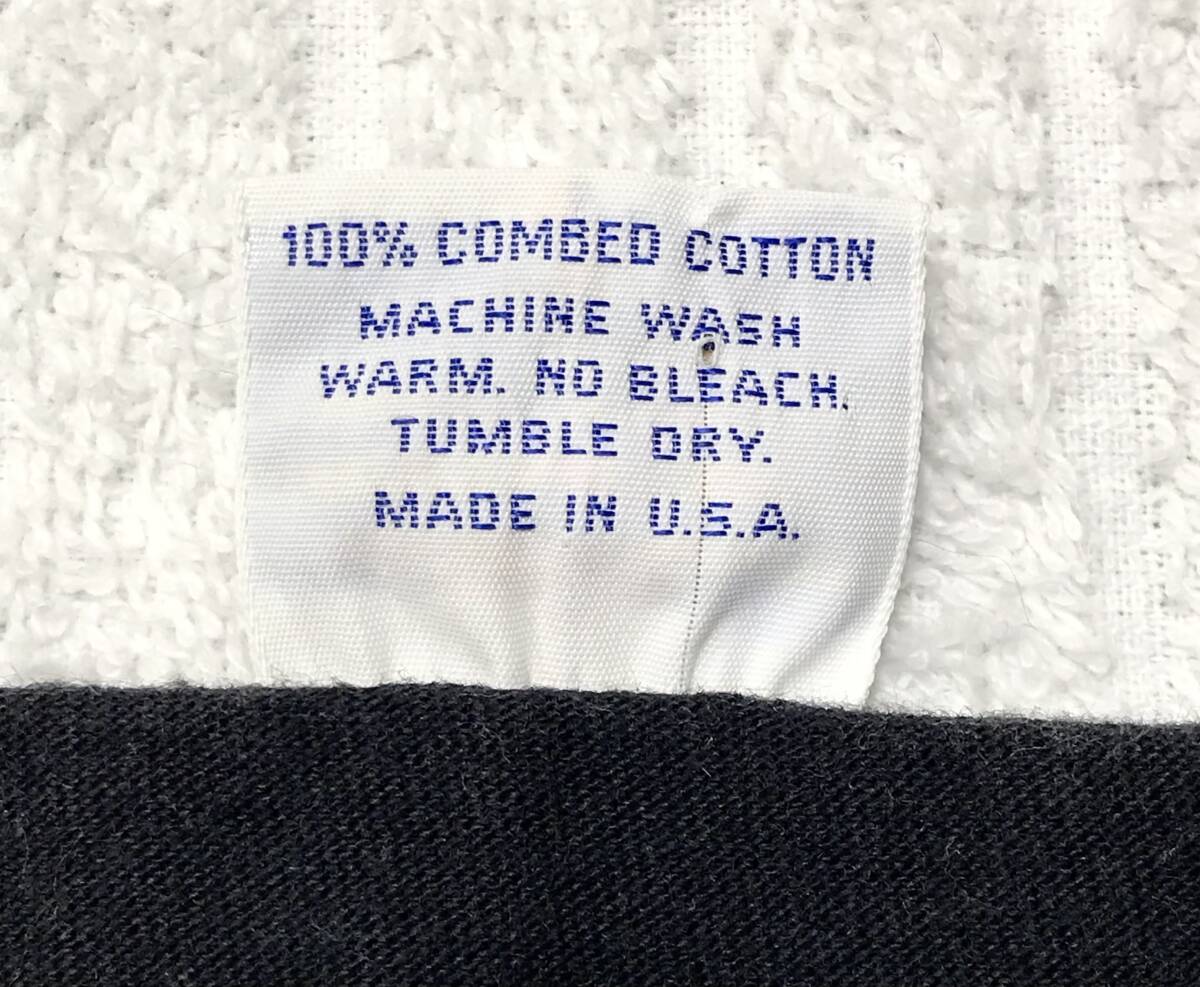 100% COMBED COTTON
MACHINE WASH
WARM. NO BLEACH.
TUMBLE DRY.
MADE IN U.S.A.